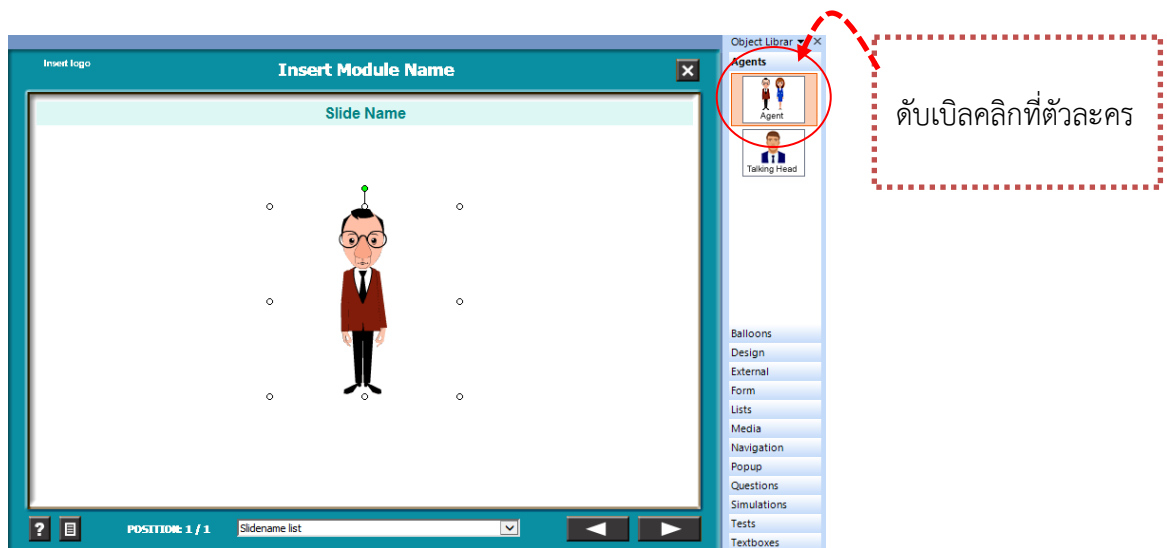 Object Librar
Insert logo
Insert Module Name
Agents
Slide Name
Agent
ดับเบิลคลิกที่ตัวละคร
Talking Head
Balloons
Design
External
Form
Lists
Media
Navigation
Popup
Questions
Simulations
Tests
Textboxes
? POSITION: 1 / 1 Slidename list